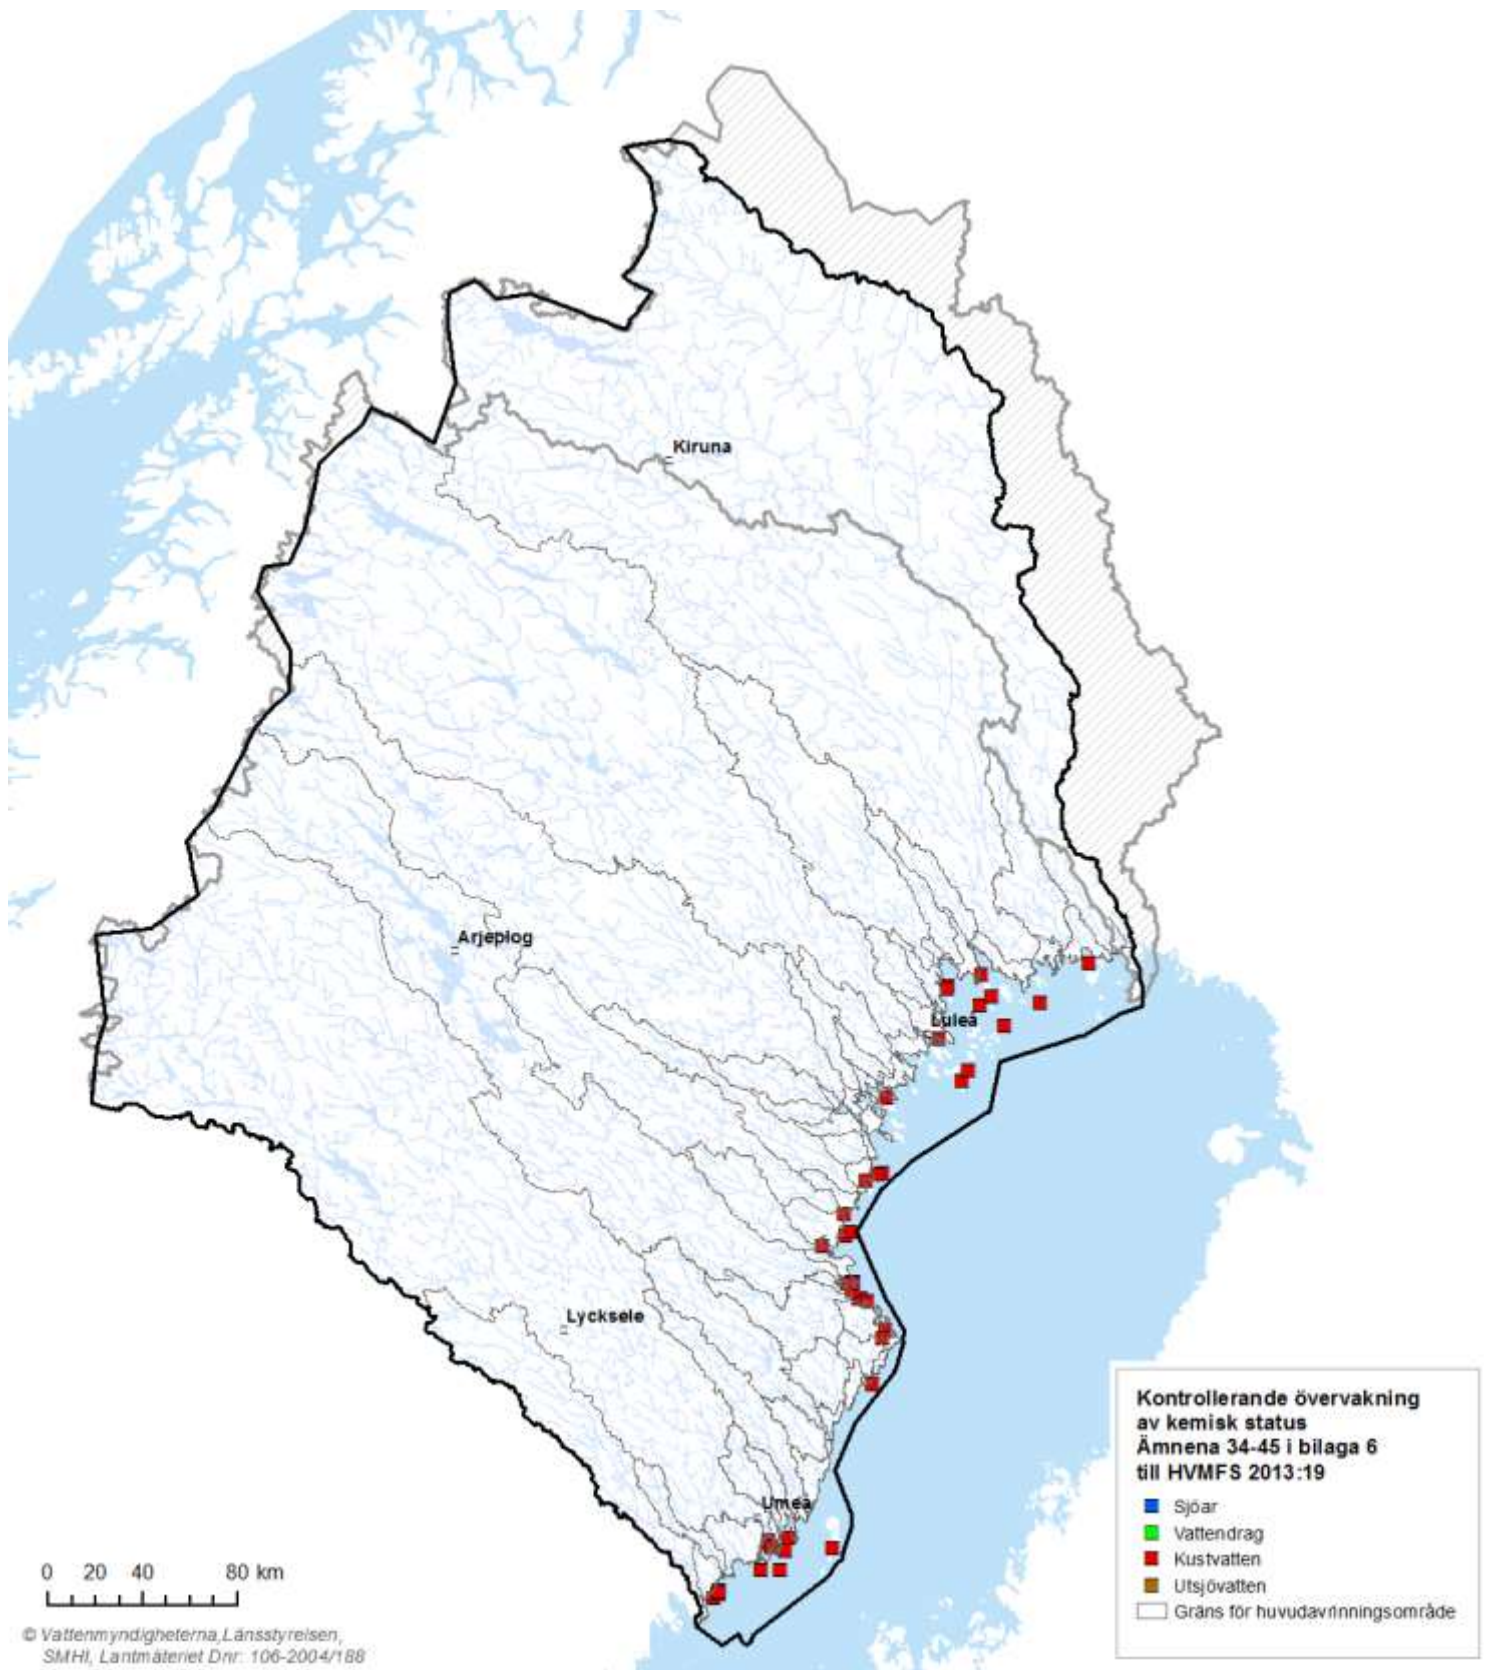 Kiruna
Arjeplog
Luleå
Lycksele
Umeå
Kontrollerande övervakning
av kemisk status
Ämnena 34-45 i bilaga 6
till HVMFS 2013:19
Sjöar
Vattendrag
Kustvatten
Utsjövatten
Gräns för huvudavrinningsområde
0 20 40 80 km
© Vattenmyndigheterna,Länsstyrelsen,
SMHI, Lantmäteriet Dnr: 106-2004/188